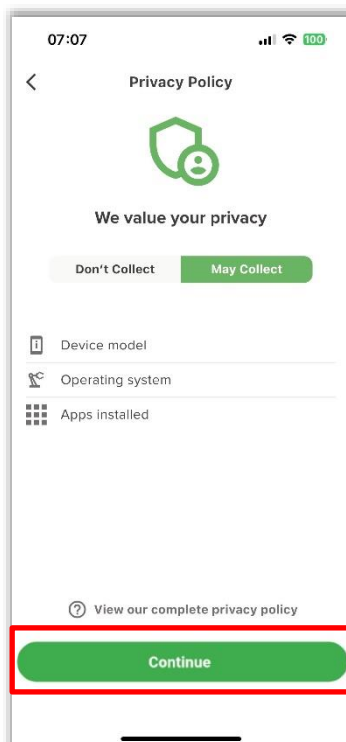 07:07
100
Privacy Policy
We value your privacy
Don't Collect
May Collect
Device model
Operating system
Apps installed
? View our complete privacy policy
Continue